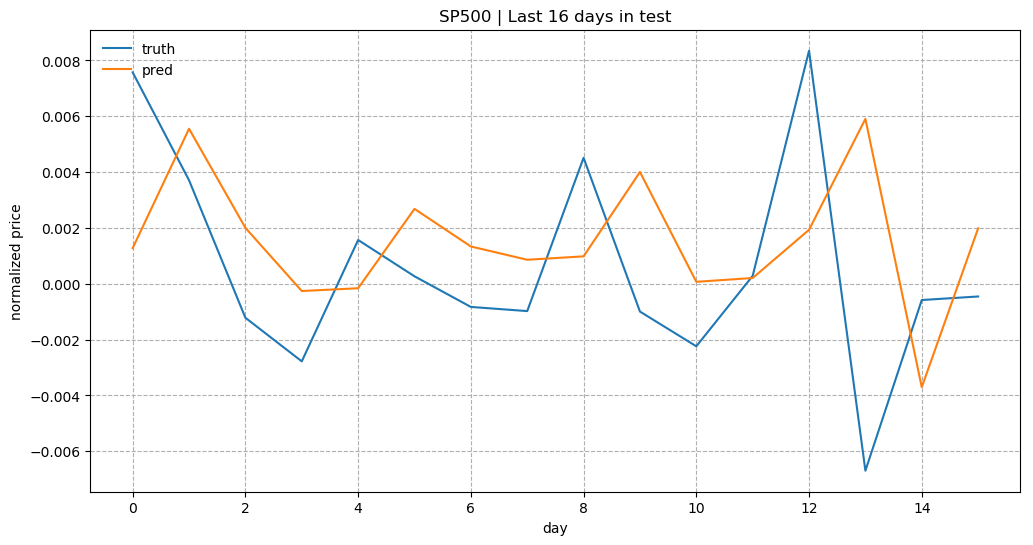 SP500 | Last 16 days in test
truth
pred
normalized price
0.008
0.006
0.004
0.002
0.000
−0.002
−0.004
−0.006
0 2 4 6 8 10 12 14
day